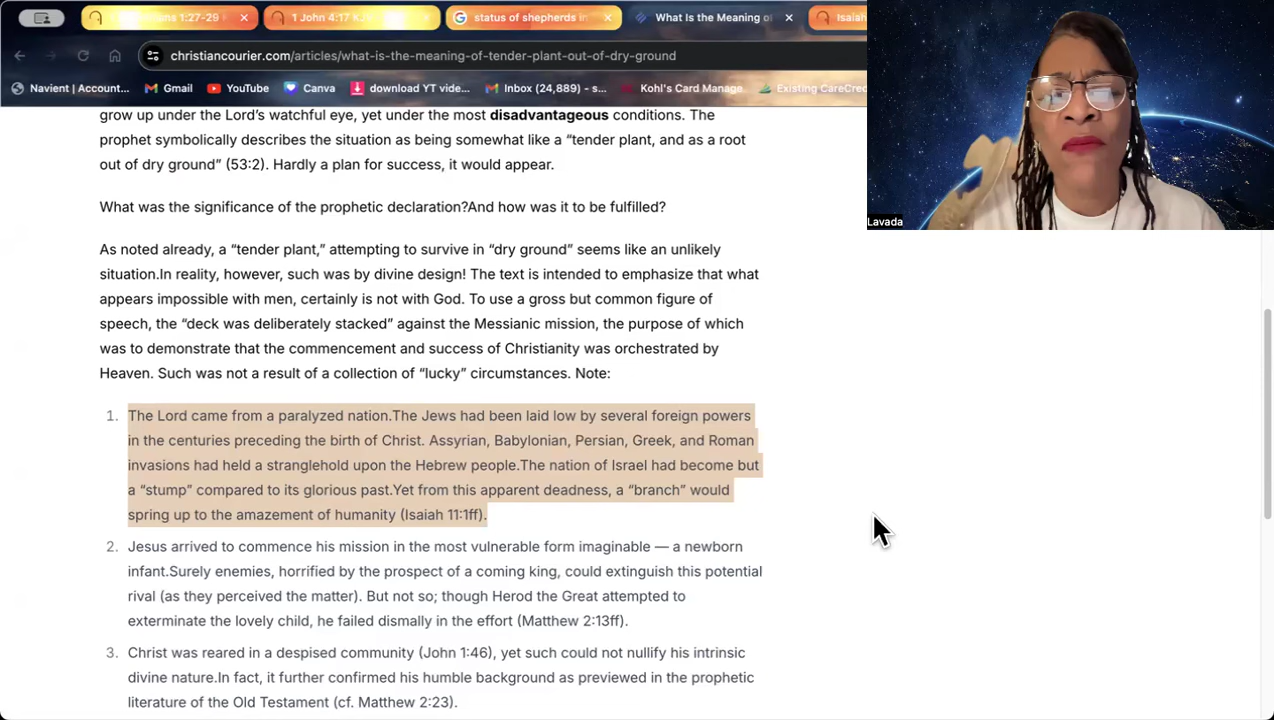 1:27-29
1 John 4:17 KJ
status of shepherds in
What Is the Meaning of
Isaiah
christiancourier.com/articles/what-is-the-meaning-of-tender-plant-out-of-dry-ground
Navient | Account... Gmail YouTube Canva download YT vide... Inbox (24,889) - s... Kohl's Card Manage Existing CareCred
Lavada
grow up under the Lord’s watchful eye, yet under the most disadvantageous conditions. The
prophet symbolically describes the situation as being somewhat like a “tender plant, and as a root
out of dry ground” (53:2). Hardly a plan for success, it would appear.
What was the significance of the prophetic declaration?And how was it to be fulfilled?
As noted already, a “tender plant,” attempting to survive in “dry ground” seems like an unlikely
situation.In reality, however, such was by divine design! The text is intended to emphasize that what
appears impossible with men, certainly is not with God. To use a gross but common figure of
speech, the “deck was deliberately stacked” against the Messianic mission, the purpose of which
was to demonstrate that the commencement and success of Christianity was orchestrated by
Heaven. Such was not a result of a collection of “lucky” circumstances. Note:
1. The Lord came from a paralyzed nation.The Jews had been laid low by several foreign powers
in the centuries preceding the birth of Christ. Assyrian, Babylonian, Persian, Greek, and Roman
invasions had held a stranglehold upon the Hebrew people.The nation of Israel had become but
a “stump” compared to its glorious past.Yet from this apparent deadness, a “branch” would
spring up to the amazement of humanity (Isaiah 11:1ff).
2. Jesus arrived to commence his mission in the most vulnerable form imaginable — a newborn
infant.Surely enemies, horrified by the prospect of a coming king, could extinguish this potential
rival (as they perceived the matter). But not so; though Herod the Great attempted to
exterminate the lovely child, he failed dismally in the effort (Matthew 2:13ff).
3. Christ was reared in a despised community (John 1:46), yet such could not nullify his intrinsic
divine nature.In fact, it further confirmed his humble background as previewed in the prophetic
literature of the Old Testament (cf. Matthew 2:23).